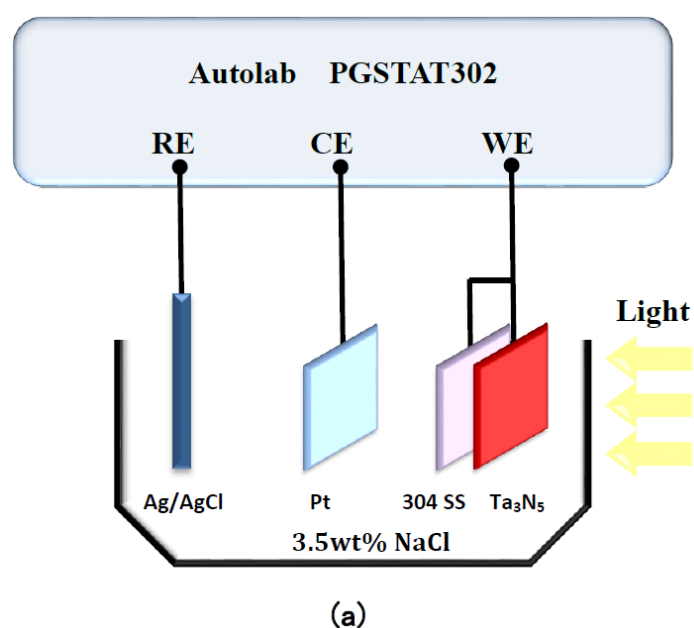 Autolab PGSTAT302
RE CE WE
Light
Ag/AgCl Pt 304 SS Ta₃N₅
3.5wt% NaCl
(a)